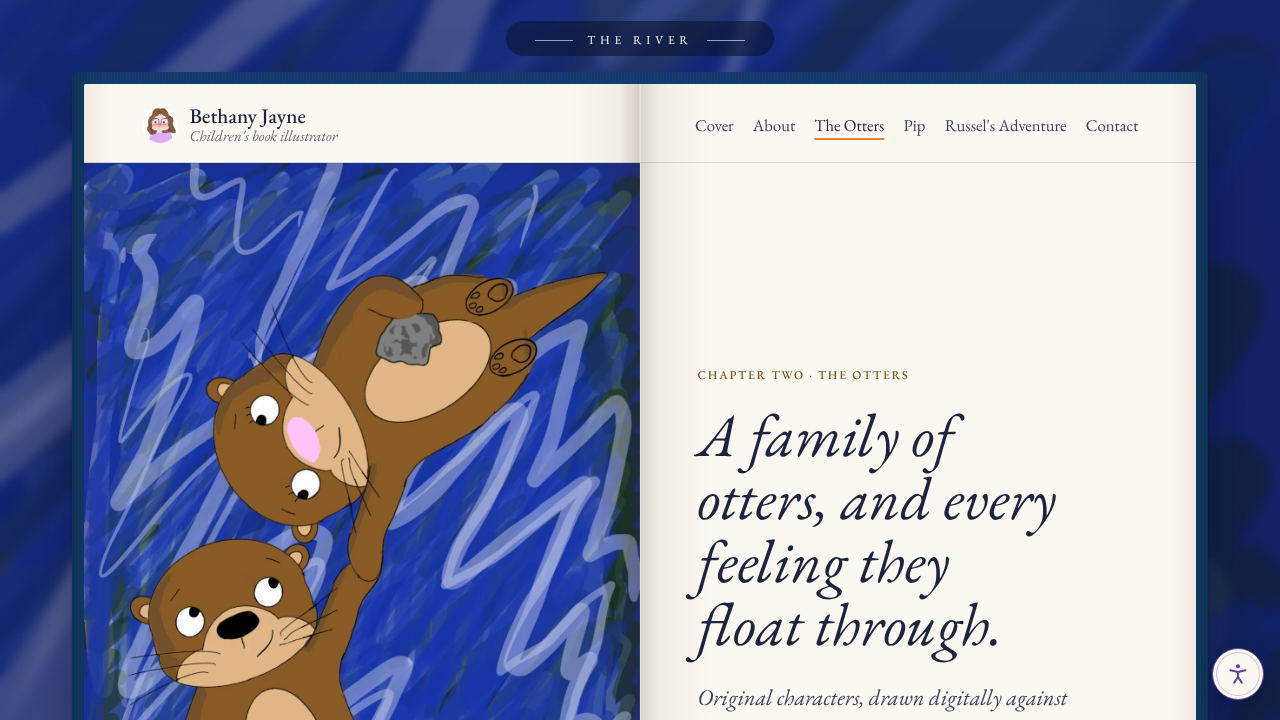 THE RIVER
Bethany Jayne
Children's book illustrator
Cover About The Otters Pip Russel's Adventure Contact
CHAPTER TWO · THE OTTERS
A family of
otters, and every
feeling they
float through.
Original characters, drawn digitally against